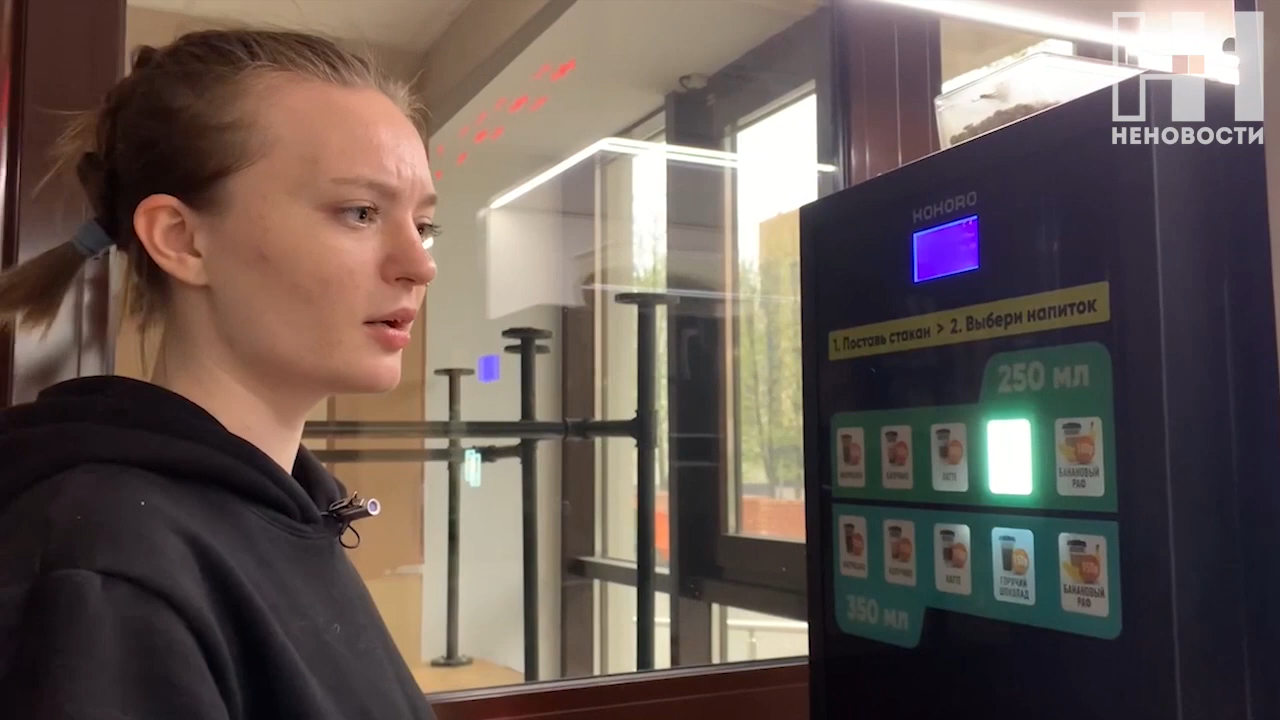 НЕНОВОСТИ
HOHORO
1. Поставь стакан > 2. Выбери напиток
250 мл
ЛАТТЕ
БАНАНОВЫЙ
РАФ
ЛАТТЕ
ГОРЯЧИЙ
ШОКОЛАД
БАНАНОВЫЙ
РАФ
350 мл